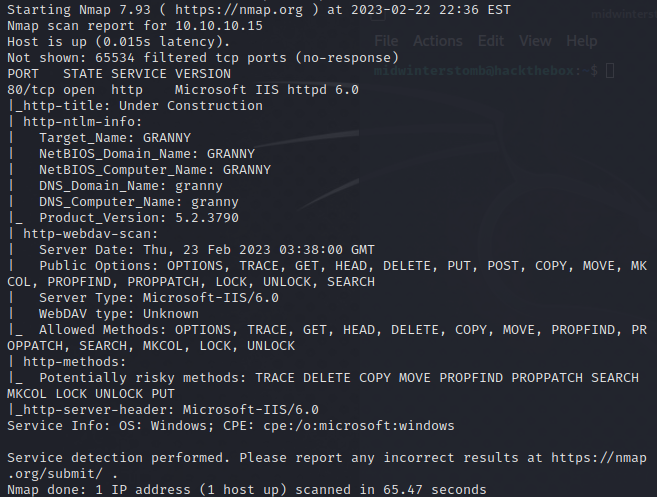 Starting Nmap 7.93 ( https://nmap.org ) at 2023-02-22 22:36 EST
Nmap scan report for 10.10.10.15
Host is up (0.015s latency).
Not shown: 65534 filtered tcp ports (no-response)
PORT   STATE SERVICE VERSION
80/tcp open  http    Microsoft IIS httpd 6.0
|_http-title: Under Construction
| http-ntlm-info:
|   Target_Name: GRANNY
|   NetBIOS_Domain_Name: GRANNY
|   NetBIOS_Computer_Name: GRANNY
|   DNS_Domain_Name: granny
|   DNS_Computer_Name: granny
|_  Product_Version: 5.2.3790
| http-webdav-scan:
|   Server Date: Thu, 23 Feb 2023 03:38:00 GMT
|   Public Options: OPTIONS, TRACE, GET, HEAD, DELETE, PUT, POST, COPY, MOVE, MK
COL, PROPFIND, PROPPATCH, LOCK, UNLOCK, SEARCH
|   Server Type: Microsoft-IIS/6.0
|   WebDAV type: Unknown
|_  Allowed Methods: OPTIONS, TRACE, GET, HEAD, DELETE, COPY, MOVE, PROPFIND, PR
OPPATCH, SEARCH, MKCOL, LOCK, UNLOCK
| http-methods:
|_  Potentially risky methods: TRACE DELETE COPY MOVE PROPFIND PROPPATCH SEARCH
MKCOL LOCK UNLOCK PUT
|_http-server-header: Microsoft-IIS/6.0
Service Info: OS: Windows; CPE: cpe:/o:microsoft:windows
Service detection performed. Please report any incorrect results at https://nmap
.org/submit/ .
Nmap done: 1 IP address (1 host up) scanned in 65.47 seconds
File Actions Edit View Help
midwinterstomb@hackthebox:~$